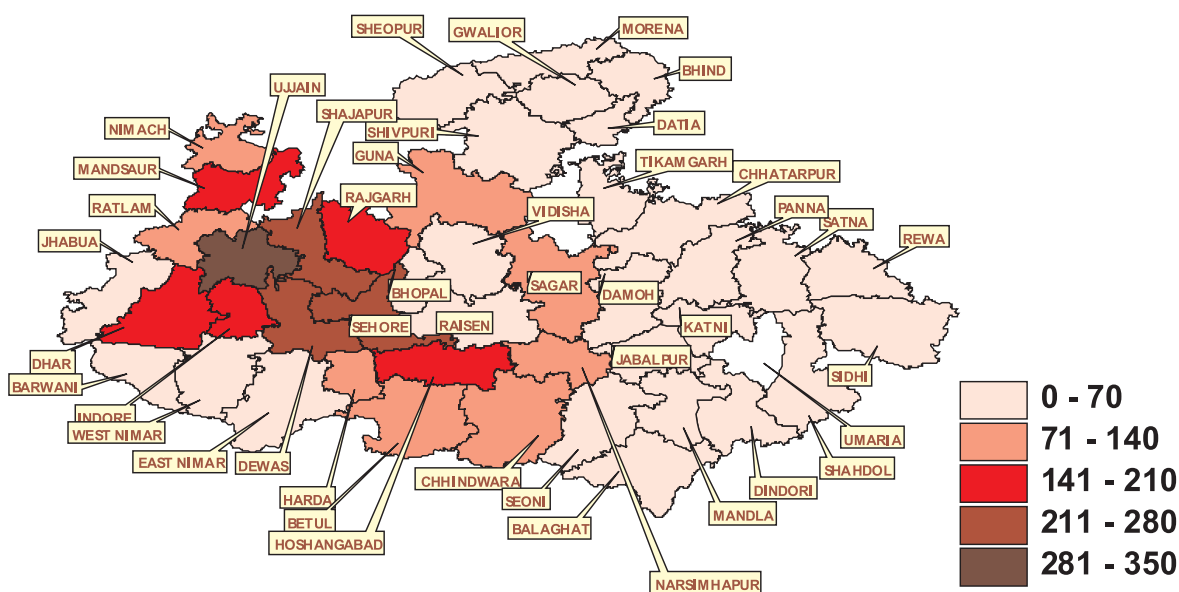 SHEOPUR
GWALIOR
MORENA
BHIND
UJJAIN
SHAJAPUR
NIMACH
SHIVPURI
DATIA
GUNA
MANDSAUR
TIKAMGARH
CHHATARPUR
RAJGARH
RATLAM
VIDISHA
PANNA
SATNA
JHABUA
REWA
BHOPAL
SAGAR
DAMOH
SEHORE
RAISEN
KATNI
DHAR
JABALPUR
SIDHI
BARWANI
INDORE
WEST NIMAR
UMARIA
EAST NIMAR
DEWAS
SHAHDOL
CHHINDWARA
DINDORI
HARDA
SEONI
MANDLA
BETUL
BALAGHAT
HOSHANGABAD
NARSIMHAPUR
0 - 70
71 - 140
141 - 210
211 - 280
281 - 350